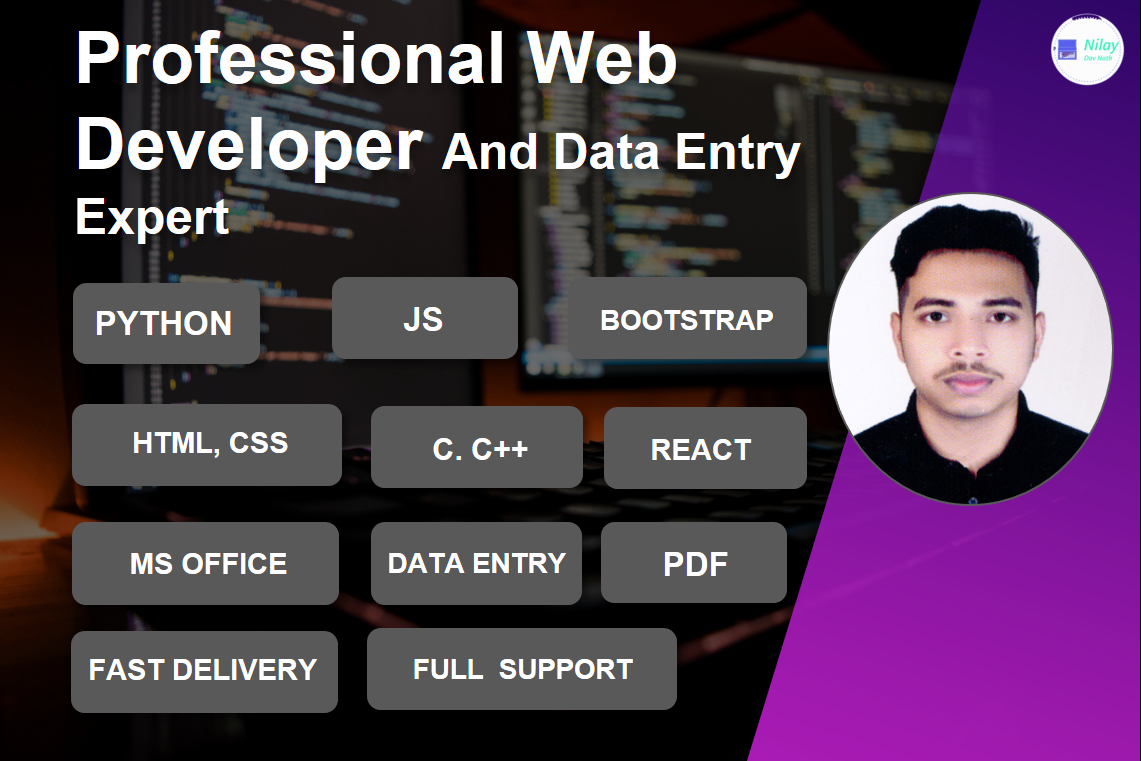 Professional Web
Developer And Data Entry
Expert
Nilay
Dev Nath
PYTHON
JS
BOOTSTRAP
HTML, CSS
C. C++
REACT
MS OFFICE
DATA ENTRY
PDF
FAST DELIVERY
FULL SUPPORT